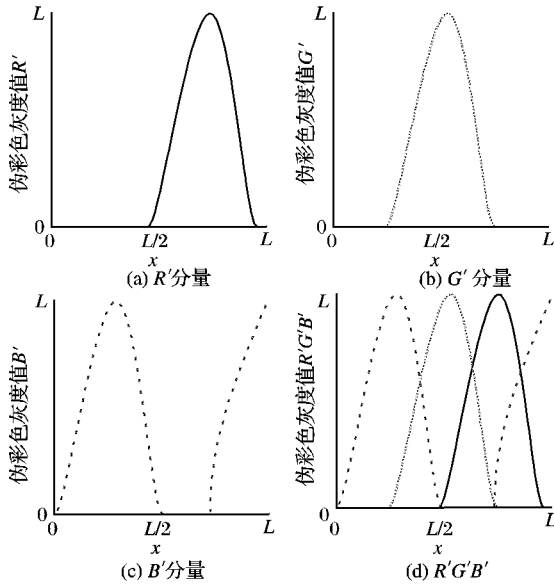 L
伪彩色灰度值R′
0
0
L/2
L
x
(a) R′分量
L
伪彩色灰度值G′
0
0
L/2
L
x
(b) G′ 分量
L
伪彩色灰度值B′
0
0
L/2
L
x
(c) B′分量
L
伪彩色灰度值R′G′B′
0
0
L/2
L
x
(d) R′G′B′